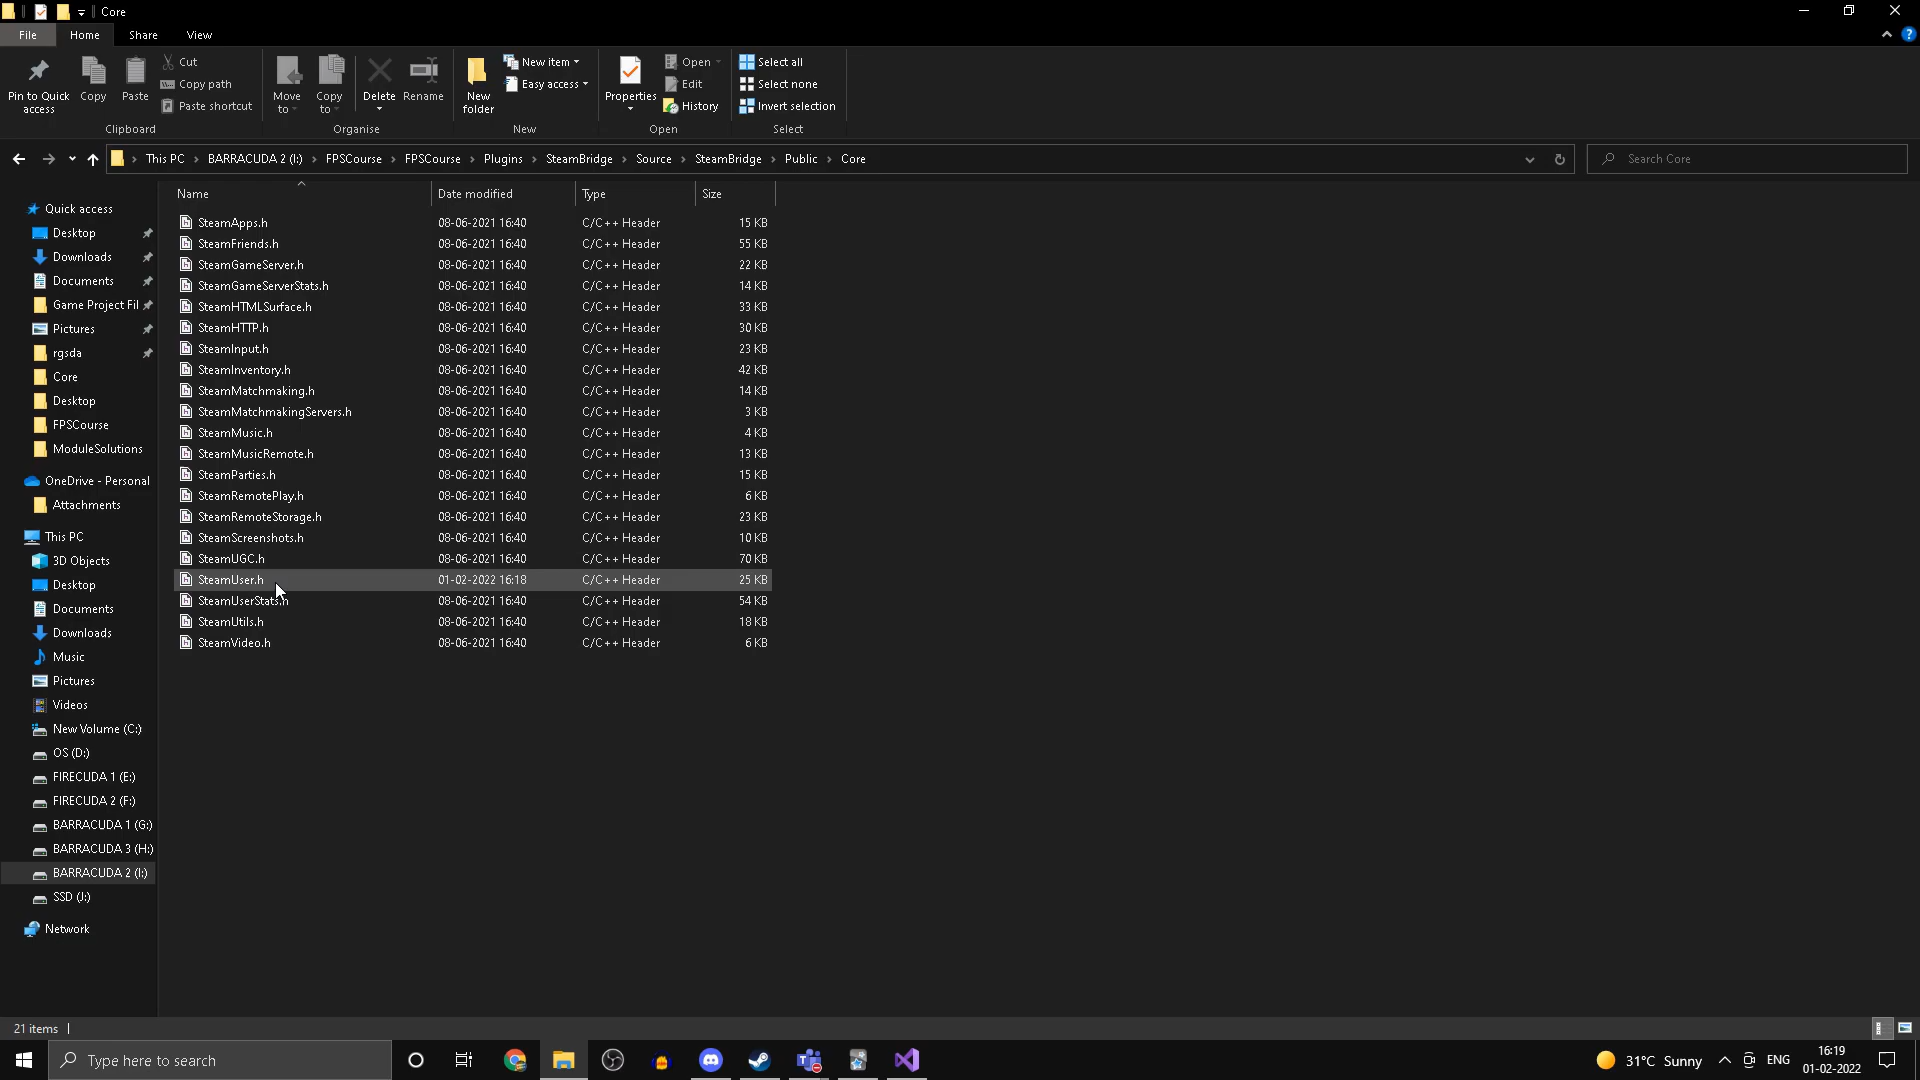 Core
File Home Share View
Pin to Quick access
Copy
Paste
Cut
Copy path
Paste shortcut
Clipboard
Move to
Copy to
Delete
Rename
Organise
New folder
New item
Easy access
New
Properties
Open
Edit
History
Open
Select all
Select none
Invert selection
Select
This PC › BARRACUDA 2 (I:) › FPSCourse › FPSCourse › Plugins › SteamBridge › Source › SteamBridge › Public › Core
Search Core
Quick access
Desktop
Downloads
Documents
Game Project Fil
Pictures
rgsda
Core
Desktop
FPSCourse
ModuleSolutions
OneDrive - Personal
Attachments
This PC
3D Objects
Desktop
Documents
Downloads
Music
Pictures
Videos
New Volume (C:)
OS (D:)
FIRECUDA 1 (E:)
FIRECUDA 2 (F:)
BARRACUDA 1 (G:)
BARRACUDA 3 (H:)
BARRACUDA 2 (I:)
SSD (J:)
Network
Name Date modified Type Size
SteamApps.h 08-06-2021 16:40 C/C++ Header 15 KB
SteamFriends.h 08-06-2021 16:40 C/C++ Header 55 KB
SteamGameServer.h 08-06-2021 16:40 C/C++ Header 22 KB
SteamGameServerStats.h 08-06-2021 16:40 C/C++ Header 14 KB
SteamHTMLSurface.h 08-06-2021 16:40 C/C++ Header 33 KB
SteamHTTP.h 08-06-2021 16:40 C/C++ Header 30 KB
SteamInput.h 08-06-2021 16:40 C/C++ Header 23 KB
SteamInventory.h 08-06-2021 16:40 C/C++ Header 42 KB
SteamMatchmaking.h 08-06-2021 16:40 C/C++ Header 14 KB
SteamMatchmakingServers.h 08-06-2021 16:40 C/C++ Header 3 KB
SteamMusic.h 08-06-2021 16:40 C/C++ Header 4 KB
SteamMusicRemote.h 08-06-2021 16:40 C/C++ Header 13 KB
SteamParties.h 08-06-2021 16:40 C/C++ Header 15 KB
SteamRemotePlay.h 08-06-2021 16:40 C/C++ Header 6 KB
SteamRemoteStorage.h 08-06-2021 16:40 C/C++ Header 23 KB
SteamScreenshots.h 08-06-2021 16:40 C/C++ Header 10 KB
SteamUGC.h 08-06-2021 16:40 C/C++ Header 70 KB
SteamUser.h 01-02-2022 16:18 C/C++ Header 25 KB
SteamUserStats.h 08-06-2021 16:40 C/C++ Header 54 KB
SteamUtils.h 08-06-2021 16:40 C/C++ Header 18 KB
SteamVideo.h 08-06-2021 16:40 C/C++ Header 6 KB
21 items
Type here to search
31°C Sunny
ENG
16:19
01-02-2022